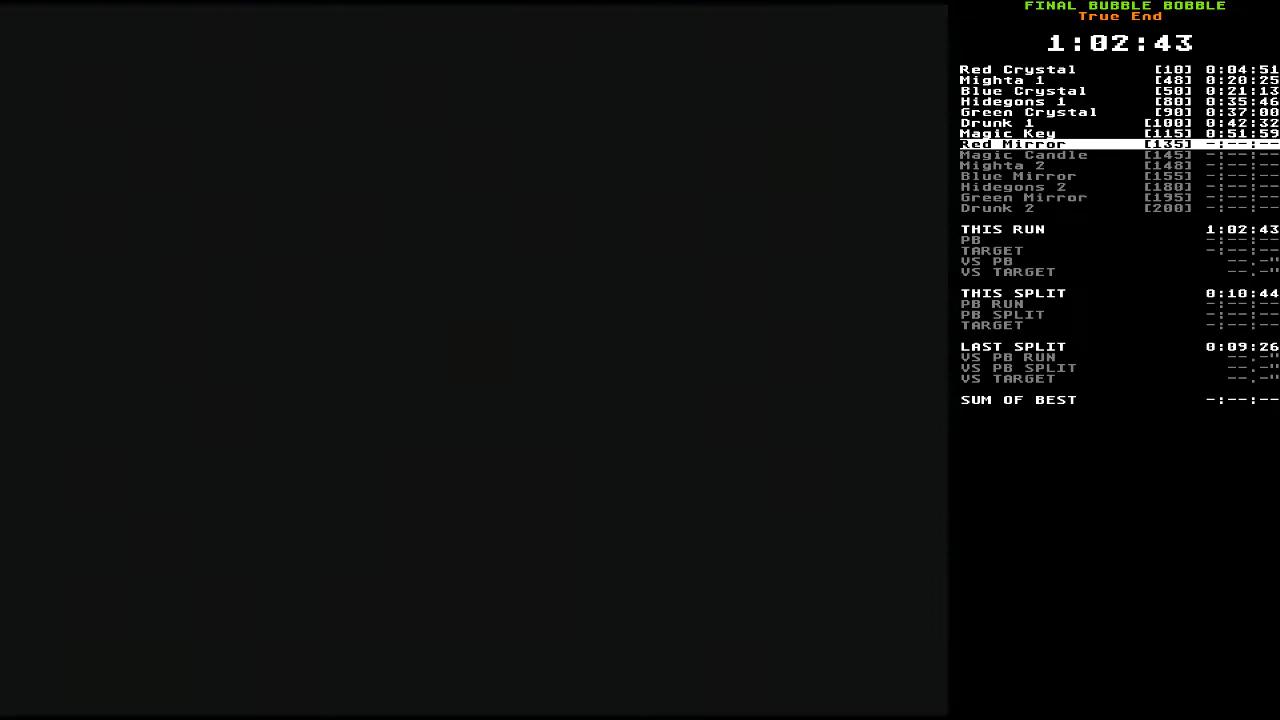 FINAL BUBBLE BOBBLE
True End
1:02:43
Red Crystal [10] 0:04:51
Mighta 1 [48] 0:20:25
Blue Crystal [50] 0:21:13
Hidegons 1 [80] 0:35:46
Green Crystal [90] 0:37:00
Drunk 1 [100] 0:42:32
Magic Key [115] 0:51:59
Red Mirror [135] -:--:--
Magic Candle [145] -:--:--
Mighta 2 [148] -:--:--
Blue Mirror [155] -:--:--
Hidegons 2 [180] -:--:--
Green Mirror [195] -:--:--
Drunk 2 [200] -:--:--
THIS RUN 1:02:43
PB -:--:--
TARGET -:--:--
VS PB --.-"
VS TARGET --.-"
THIS SPLIT 0:10:44
PB RUN -:--:--
PB SPLIT -:--:--
TARGET -:--:--
LAST SPLIT 0:09:26
VS PB RUN --.-"
VS PB SPLIT --.-"
VS TARGET --.-"
SUM OF BEST -:--:--